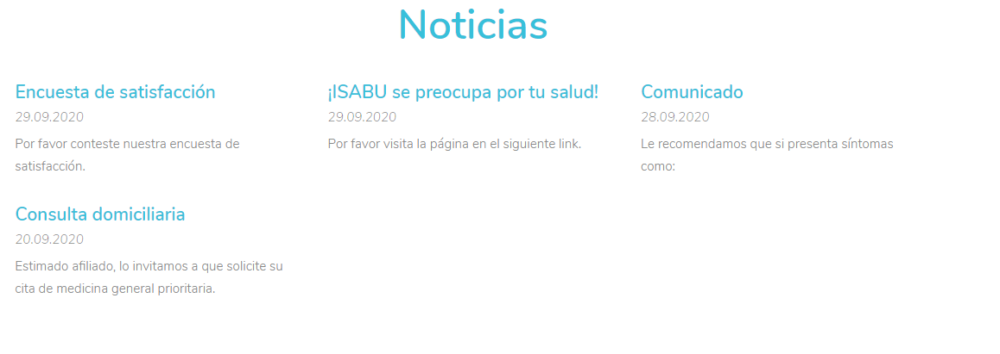 Noticias
Encuesta de satisfacción
29.09.2020
Por favor conteste nuestra encuesta de
satisfacción.
¡ISABU se preocupa por tu salud!
29.09.2020
Por favor visita la página en el siguiente link.
Comunicado
28.09.2020
Le recomendamos que si presenta síntomas
como:
Consulta domiciliaria
20.09.2020
Estimado afiliado, lo invitamos a que solicite su
cita de medicina general prioritaria.